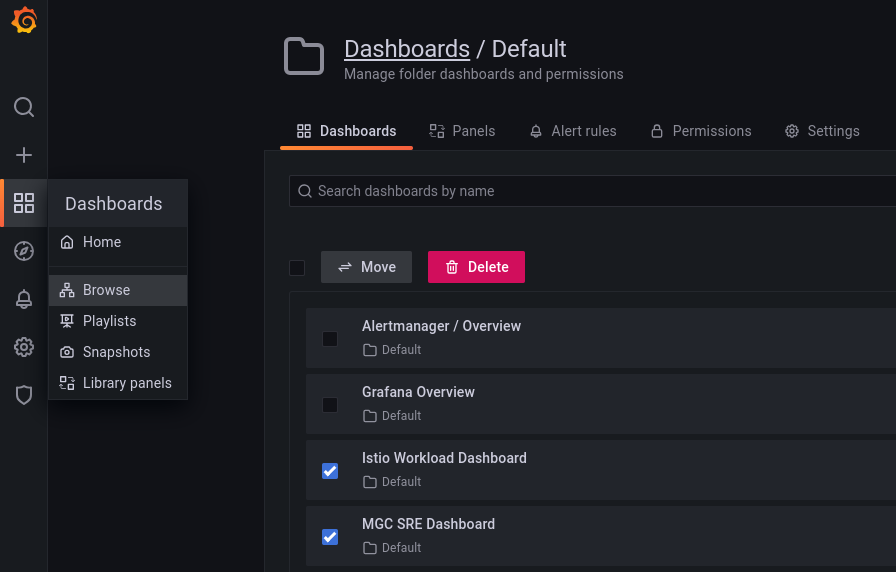 Dashboards / Default
Manage folder dashboards and permissions
Dashboards Panels Alert rules Permissions Settings
Search dashboards by name
Dashboards
Home
Browse
Playlists
Snapshots
Library panels
Move Delete
Alertmanager / Overview
Default
Grafana Overview
Default
Istio Workload Dashboard
Default
MGC SRE Dashboard
Default